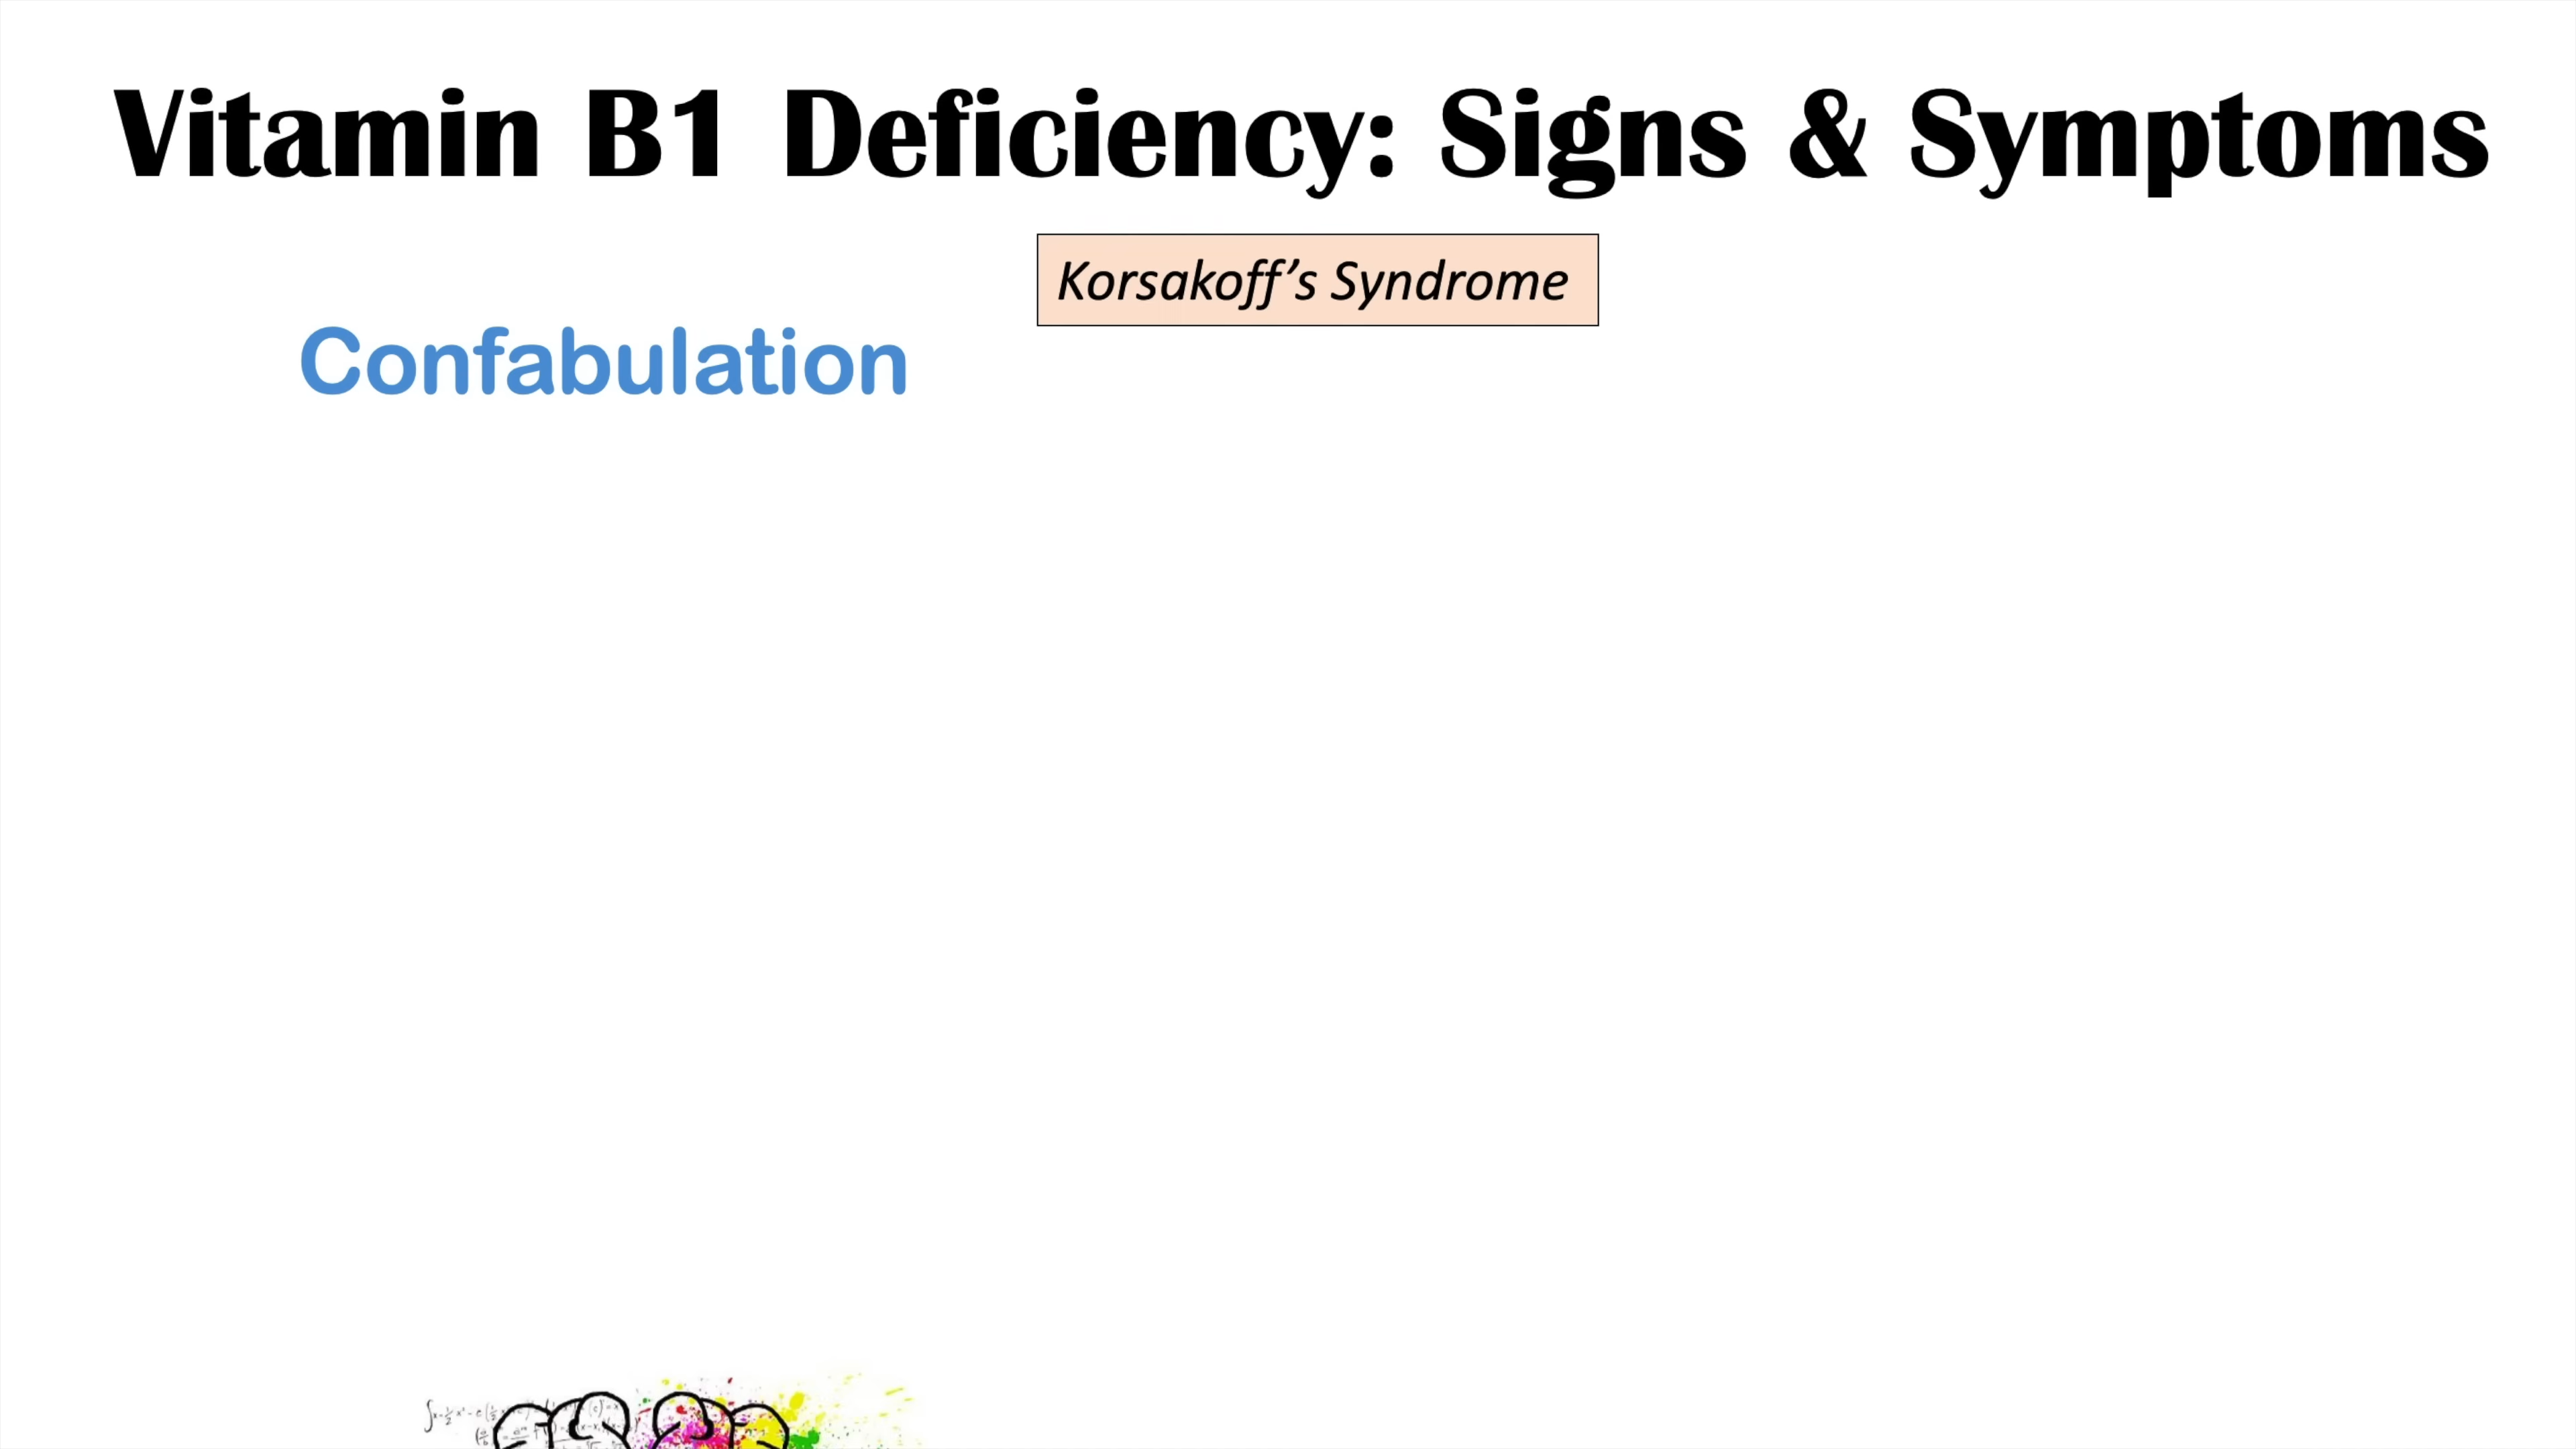 Vitamin B1 Deficiency: Signs & Symptoms
Korsakoff’s Syndrome
Confabulation